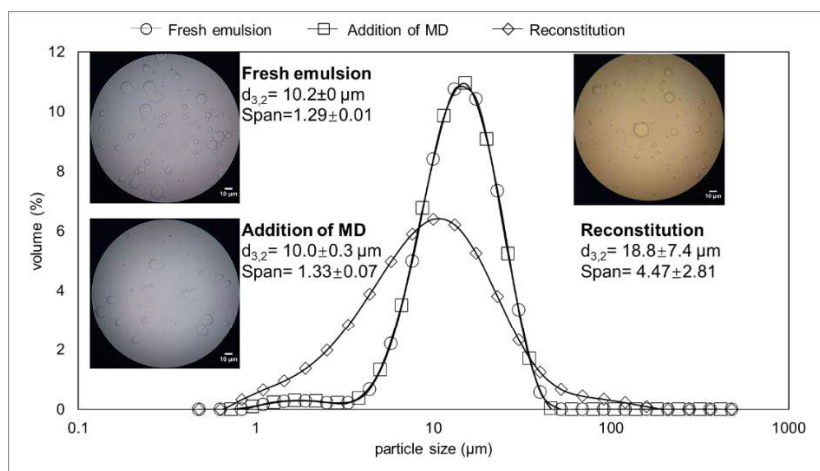 Fresh emulsion
Addition of MD
Reconstitution
12
10
8
6
4
2
0
volume (%)
Fresh emulsion
d3,2= 10.2±0 µm
Span=1.29±0.01
10 µm
Addition of MD
d3,2= 10.0±0.3 µm
Span= 1.33±0.07
10 µm
10 µm
Reconstitution
d3,2= 18.8±7.4 µm
Span= 4.47±2.81
0.1
1
10
100
1000
particle size (µm)